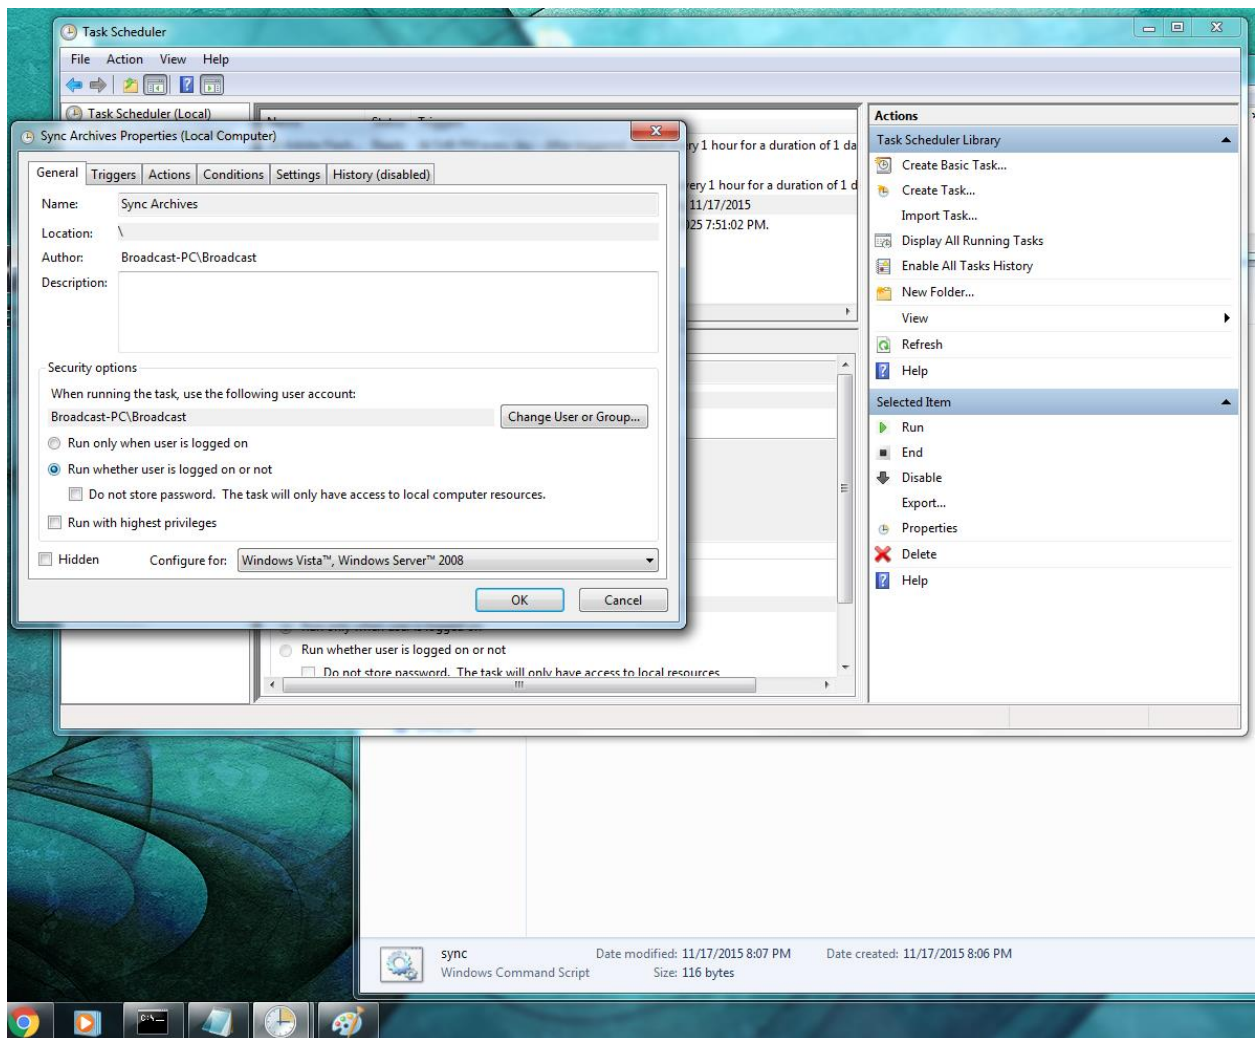 Task Scheduler
File Action View Help
Task Scheduler (Local)
Sync Archives Properties (Local Computer)
General Triggers Actions Conditions Settings History (disabled)
Name: Sync Archives
Location: \
Author: Broadcast-PC\Broadcast
Description:
Security options
When running the task, use the following user account:
Broadcast-PC\Broadcast
Change User or Group...
Run only when user is logged on
Run whether user is logged on or not
Do not store password. The task will only have access to local computer resources.
Run with highest privileges
Hidden
Configure for: Windows Vista™, Windows Server™ 2008
OK Cancel
ry 1 hour for a duration of 1 da
ery 1 hour for a duration of 1 d
11/17/2015
025 7:51:02 PM.
Run only when user is logged on
Run whether user is logged on or not
Do not store password. The task will only have access to local resources
Actions
Task Scheduler Library
Create Basic Task...
Create Task...
Import Task...
Display All Running Tasks
Enable All Tasks History
New Folder...
View
Refresh
Help
Selected Item
Run
End
Disable
Export...
Properties
Delete
Help
sync Date modified: 11/17/2015 8:07 PM Date created: 11/17/2015 8:06 PM
Windows Command Script Size: 116 bytes
C:\